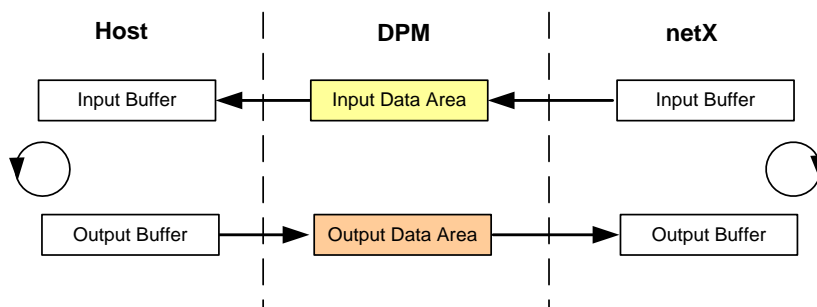 Host DPM netX
Input Buffer Input Data Area Input Buffer
Output Buffer Output Data Area Output Buffer